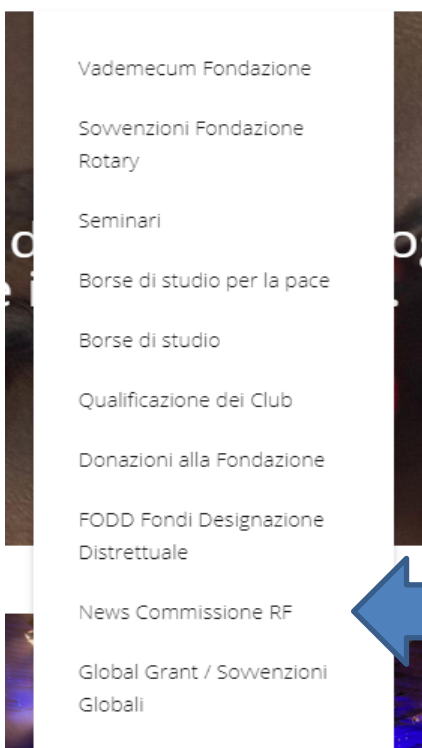 Vademecum Fondazione
Sovvenzioni Fondazione
Rotary
Seminari
Borse di studio per la pace
Borse di studio
Qualificazione dei Club
Donazioni alla Fondazione
FODD Fondi Designazione
Distrettuale
News Commissione RF
Global Grant / Sovvenzioni
Globali